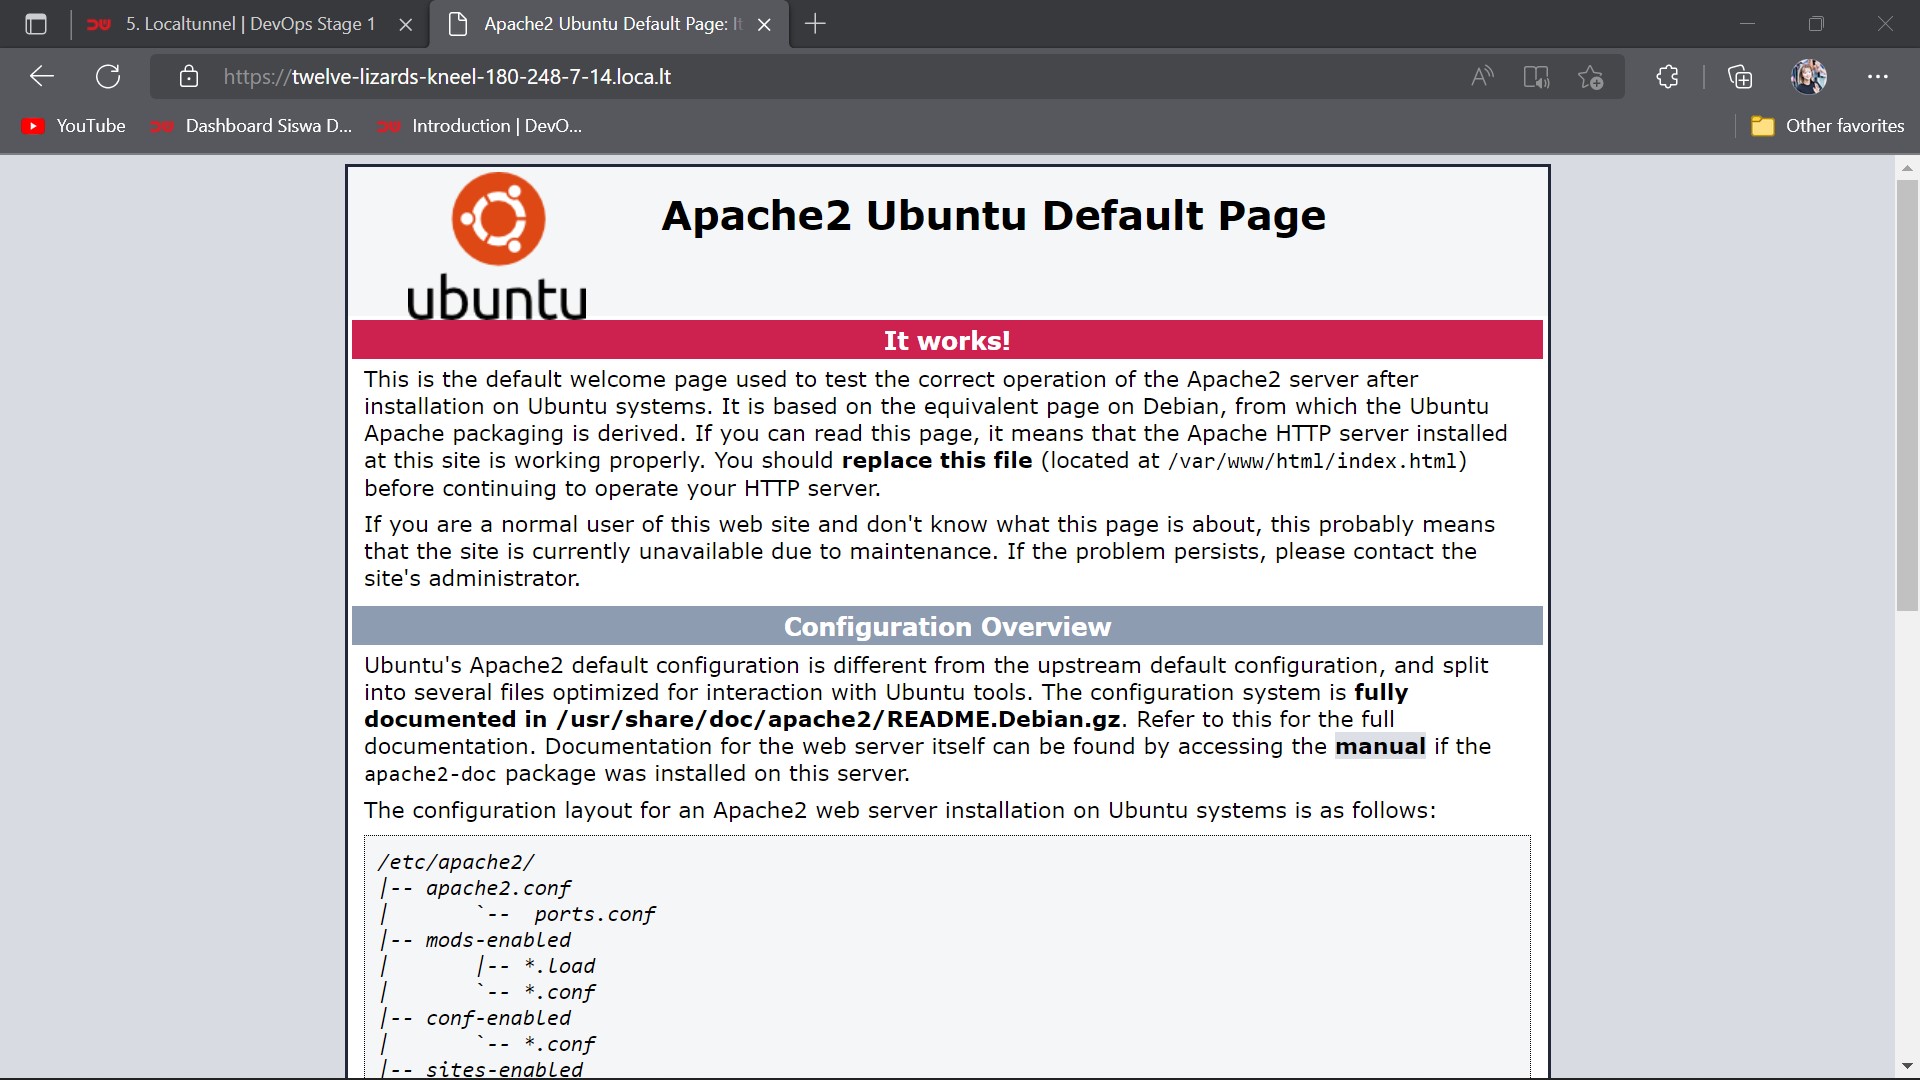 5. Localtunnel | DevOps Stage 1
Apache2 Ubuntu Default Page: It
https://twelve-lizards-kneel-180-248-7-14.loca.lt
YouTube
Dashboard Siswa D...
Introduction | DevO...
Other favorites
ubuntu
Apache2 Ubuntu Default Page
It works!
This is the default welcome page used to test the correct operation of the Apache2 server after
installation on Ubuntu systems. It is based on the equivalent page on Debian, from which the Ubuntu
Apache packaging is derived. If you can read this page, it means that the Apache HTTP server installed
at this site is working properly. You should replace this file (located at /var/www/html/index.html)
before continuing to operate your HTTP server.
If you are a normal user of this web site and don't know what this page is about, this probably means
that the site is currently unavailable due to maintenance. If the problem persists, please contact the
site's administrator.
Configuration Overview
Ubuntu's Apache2 default configuration is different from the upstream default configuration, and split
into several files optimized for interaction with Ubuntu tools. The configuration system is fully
documented in /usr/share/doc/apache2/README.Debian.gz. Refer to this for the full
documentation. Documentation for the web server itself can be found by accessing the manual if the
apache2-doc package was installed on this server.
The configuration layout for an Apache2 web server installation on Ubuntu systems is as follows:
/etc/apache2/
|-- apache2.conf
|       `--  ports.conf
|-- mods-enabled
|       |-- *.load
|       `-- *.conf
|-- conf-enabled
|       `-- *.conf
|-- sites-enabled